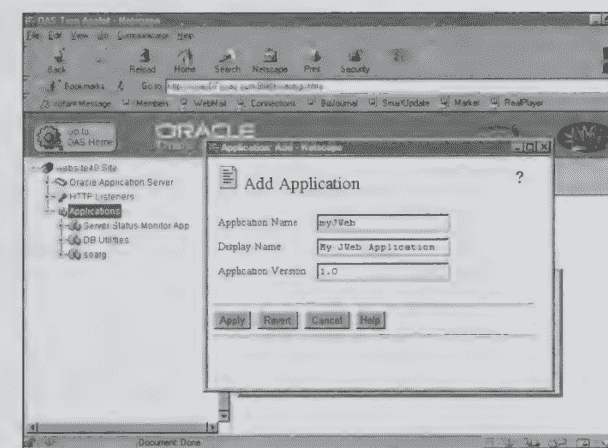 OAS Tree Applet - Netscape
File Edit View Go Communicator Help
Back Reload Home Search Netscape Print Security
Bookmarks Go to
Instant Message Members WebMail Connections BizJournal SmartUpdate Market RealPlayer
up to
OAS Home
ORACLE
website40 Site
Oracle Application Server
HTTP Listeners
Applications
Server Status Monitor App
DB Utilities
Application: Add - Netscape
Add Application
?
Application Name myJWeb
Display Name My JWeb Application
Application Version 1.0
Apply Revert Cancel Help
Document: Done